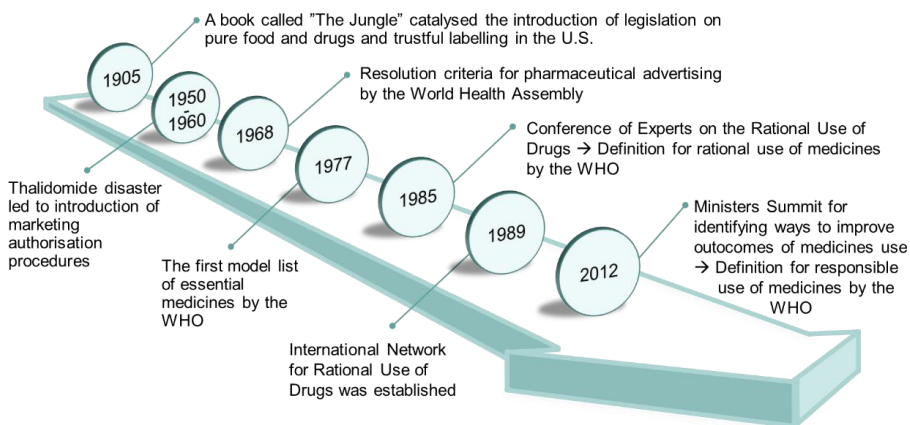 A book called ”The Jungle” catalysed the introduction of legislation on
pure food and drugs and trustful labelling in the U.S.
1905
Resolution criteria for pharmaceutical advertising
by the World Health Assembly
1950
-
1960
1968
Conference of Experts on the Rational Use of
Drugs → Definition for rational use of medicines
by the WHO
1977
Thalidomide disaster
led to introduction of
marketing
authorisation
procedures
1985
Ministers Summit for
identifying ways to improve
outcomes of medicines use
→ Definition for responsible
use of medicines by the
WHO
1989
The first model list
of essential
medicines by the
WHO
2012
International Network
for Rational Use of
Drugs was established